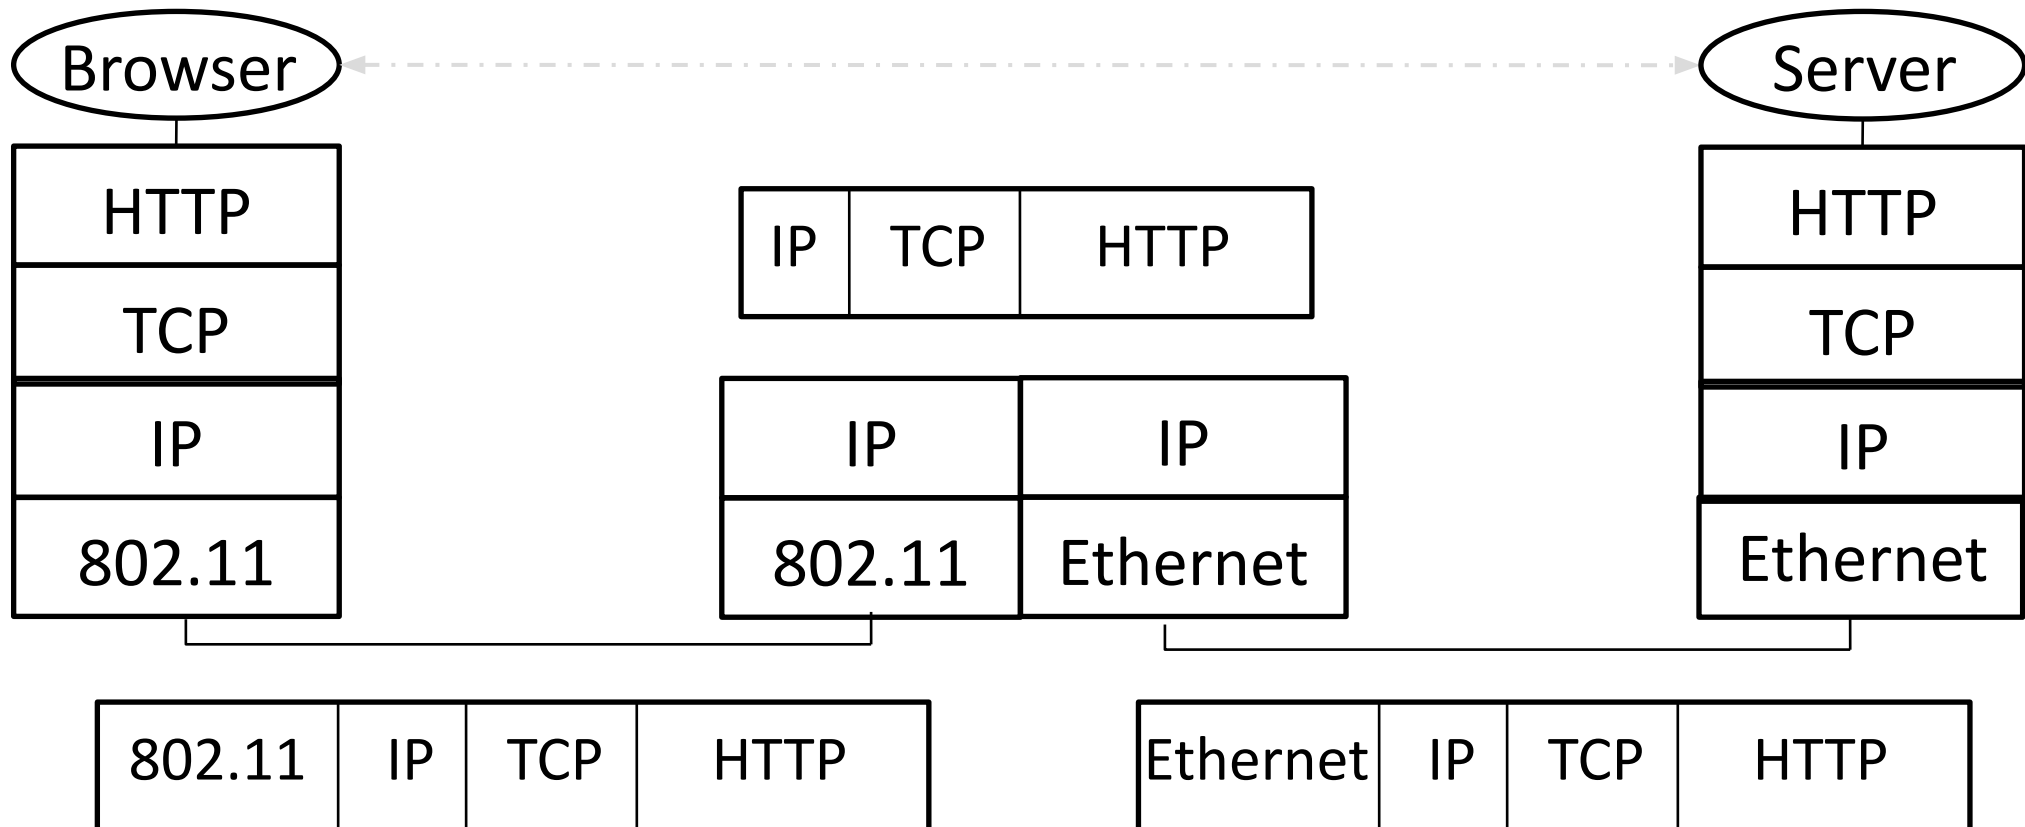 Browser
Server
HTTP
TCP
IP
802.11
IP TCP HTTP
IP IP
802.11 Ethernet
HTTP
TCP
IP
Ethernet
802.11 IP TCP HTTP
Ethernet IP TCP HTTP